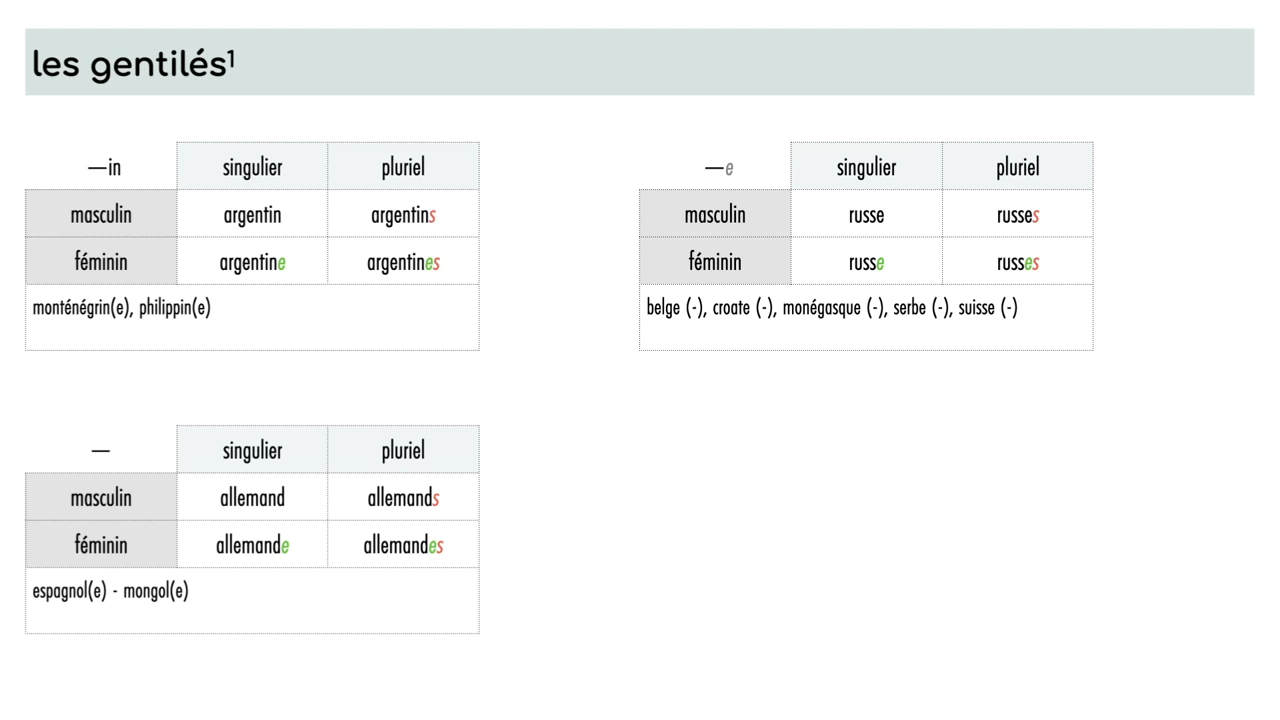 les gentilés¹
—in singulier pluriel
masculin argentin argentins
féminin argentine argentines
monténégrin(e), philippin(e)
—e singulier pluriel
masculin russe russes
féminin russe russes
belge (-), croate (-), monégasque (-), serbe (-), suisse (-)
— singulier pluriel
masculin allemand allemands
féminin allemande allemandes
espagnol(e) - mongol(e)